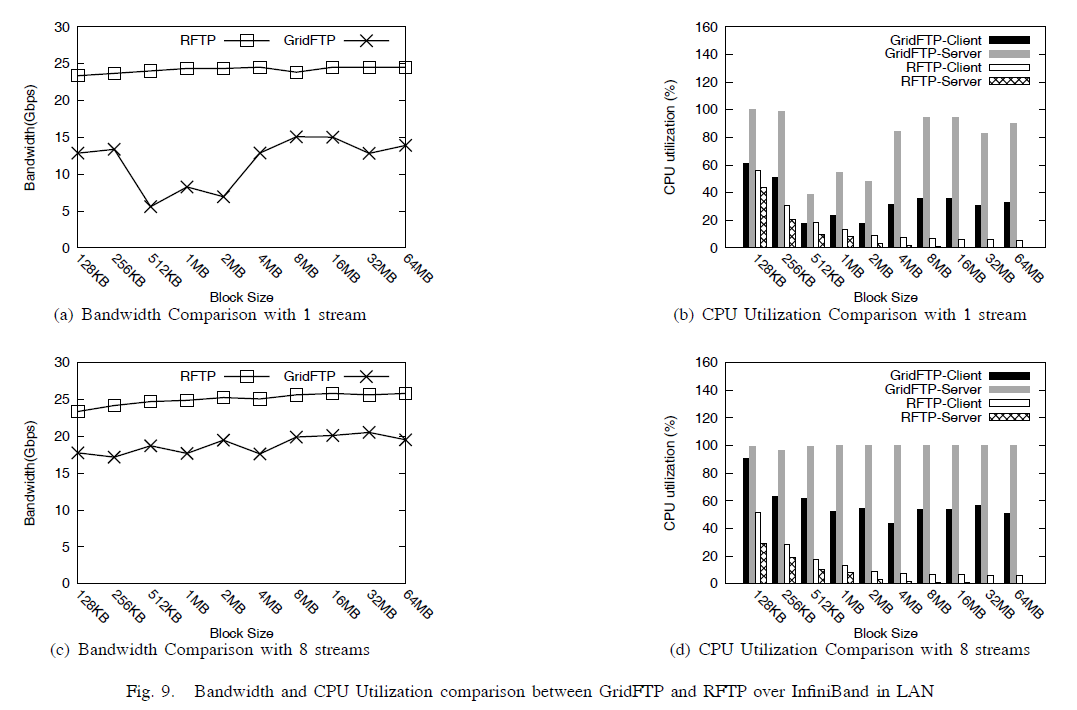 30
25
20
15
10
5
0
Bandwidth(Gbps)
RFTP GridFTP
128KB 256KB 512KB 1MB 2MB 4MB 8MB 16MB 32MB 64MB
Block Size
(a) Bandwidth Comparison with 1 stream
160
140
120
100
80
60
40
20
0
CPU utilization (%)
GridFTP-Client
GridFTP-Server
RFTP-Client
RFTP-Server
128KB 256KB 512KB 1MB 2MB 4MB 8MB 16MB 32MB 64MB
Block Size
(b) CPU Utilization Comparison with 1 stream
30
25
20
15
10
5
0
Bandwidth(Gbps)
RFTP GridFTP
128KB 256KB 512KB 1MB 2MB 4MB 8MB 16MB 32MB 64MB
Block Size
(c) Bandwidth Comparison with 8 streams
160
140
120
100
80
60
40
20
0
CPU utilization (%)
GridFTP-Client
GridFTP-Server
RFTP-Client
RFTP-Server
128KB 256KB 512KB 1MB 2MB 4MB 8MB 16MB 32MB 64MB
Block Size
(d) CPU Utilization Comparison with 8 streams
Fig. 9. Bandwidth and CPU Utilization comparison between GridFTP and RFTP over InfiniBand in LAN